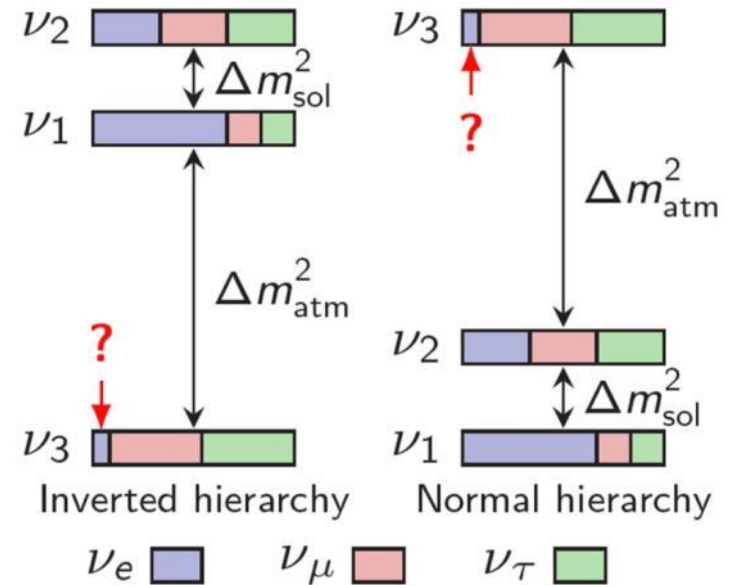 ν₂
Δm²sol
ν₁
Δm²atm
?
ν₃
Inverted hierarchy
ν₃
?
Δm²atm
ν₂
Δm²sol
ν₁
Normal hierarchy
νe νμ ντ